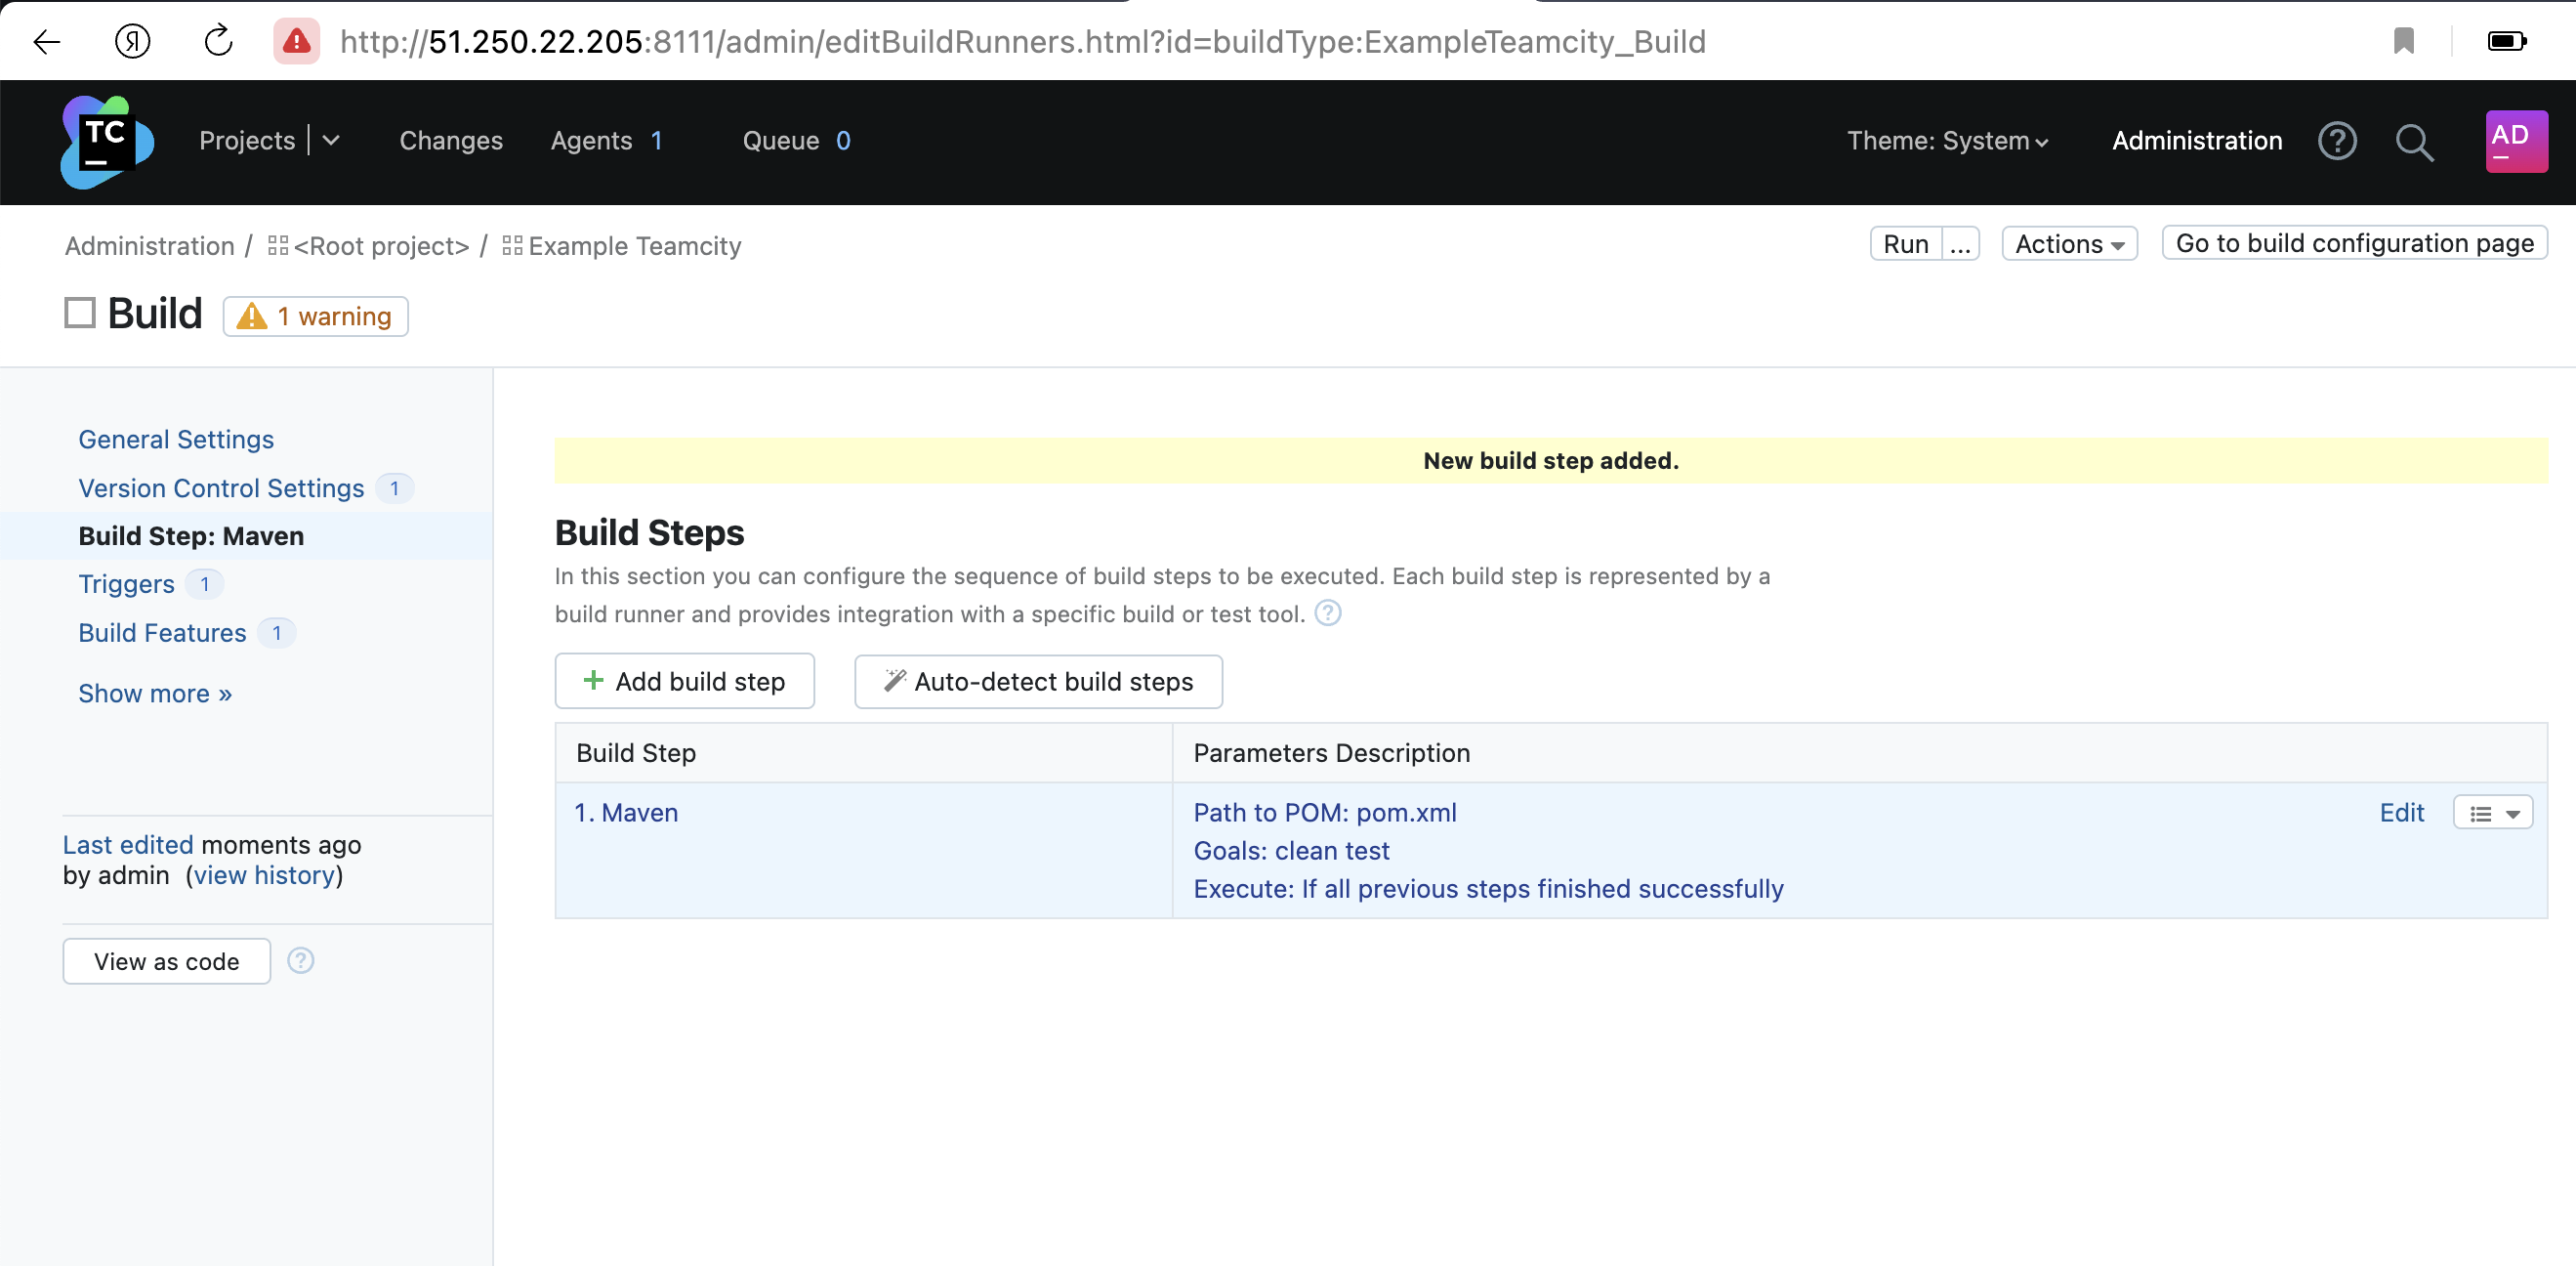 http://51.250.22.205:8111/admin/editBuildRunners.html?id=buildType:ExampleTeamcity_Build
TC
Projects
Changes
Agents 1
Queue 0
Theme: System
Administration
AD
Administration / <Root project> / Example Teamcity
Run ...
Actions
Go to build configuration page
Build
1 warning
General Settings
Version Control Settings 1
Build Step: Maven
Triggers 1
Build Features 1
Show more »
Last edited moments ago
by admin (view history)
View as code
New build step added.
Build Steps
In this section you can configure the sequence of build steps to be executed. Each build step is represented by a
build runner and provides integration with a specific build or test tool.
+ Add build step
Auto-detect build steps
Build Step
Parameters Description
1. Maven
Path to POM: pom.xml
Goals: clean test
Execute: If all previous steps finished successfully
Edit